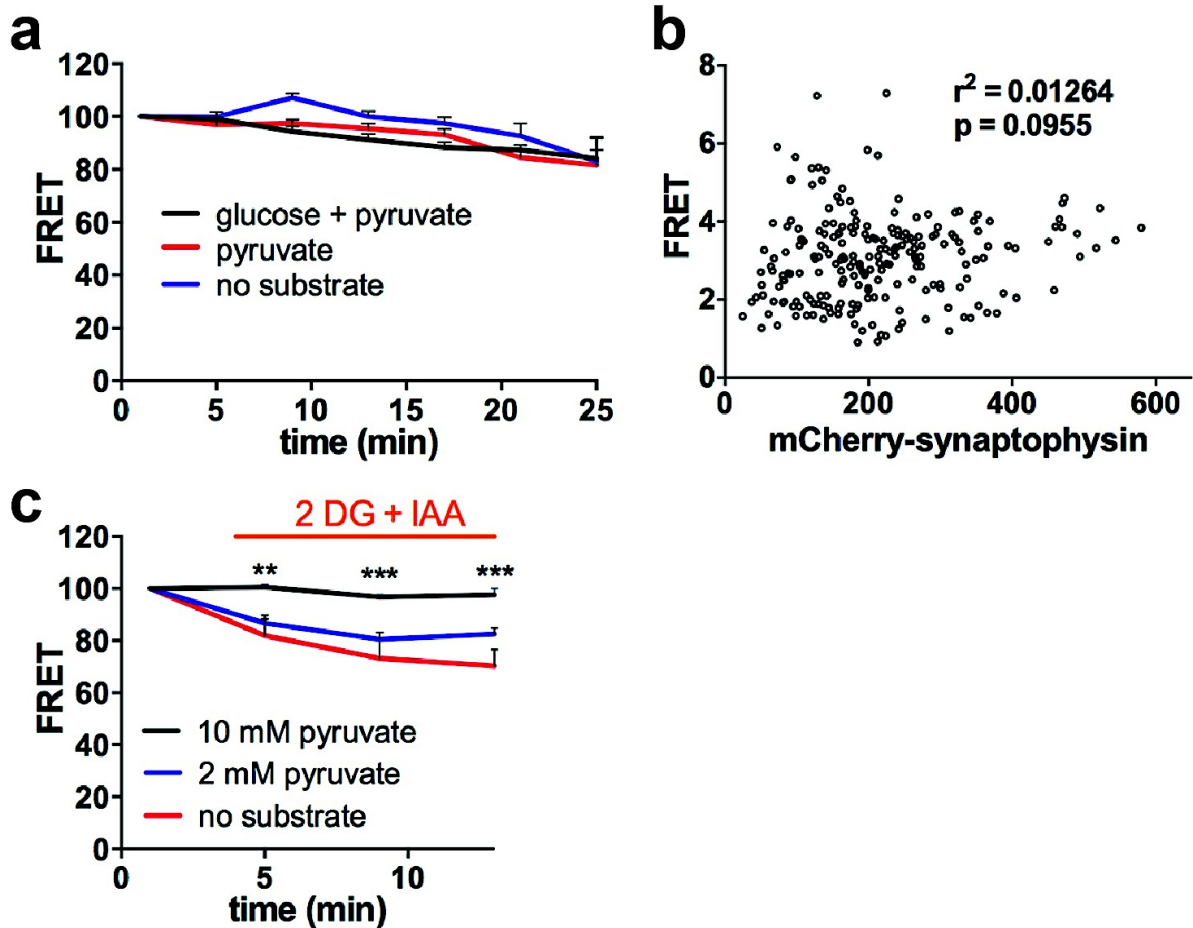 a
120
100
80
60
40
20
0
FRET
glucose + pyruvate
pyruvate
no substrate
0 5 10 15 20 25
time (min)
b
8
6
4
2
0
FRET
r² = 0.01264
p = 0.0955
0 200 400 600
mCherry-synaptophysin
c
2 DG + IAA
120
100
80
60
40
20
0
FRET
** *** ***
10 mM pyruvate
2 mM pyruvate
no substrate
0 5 10
time (min)